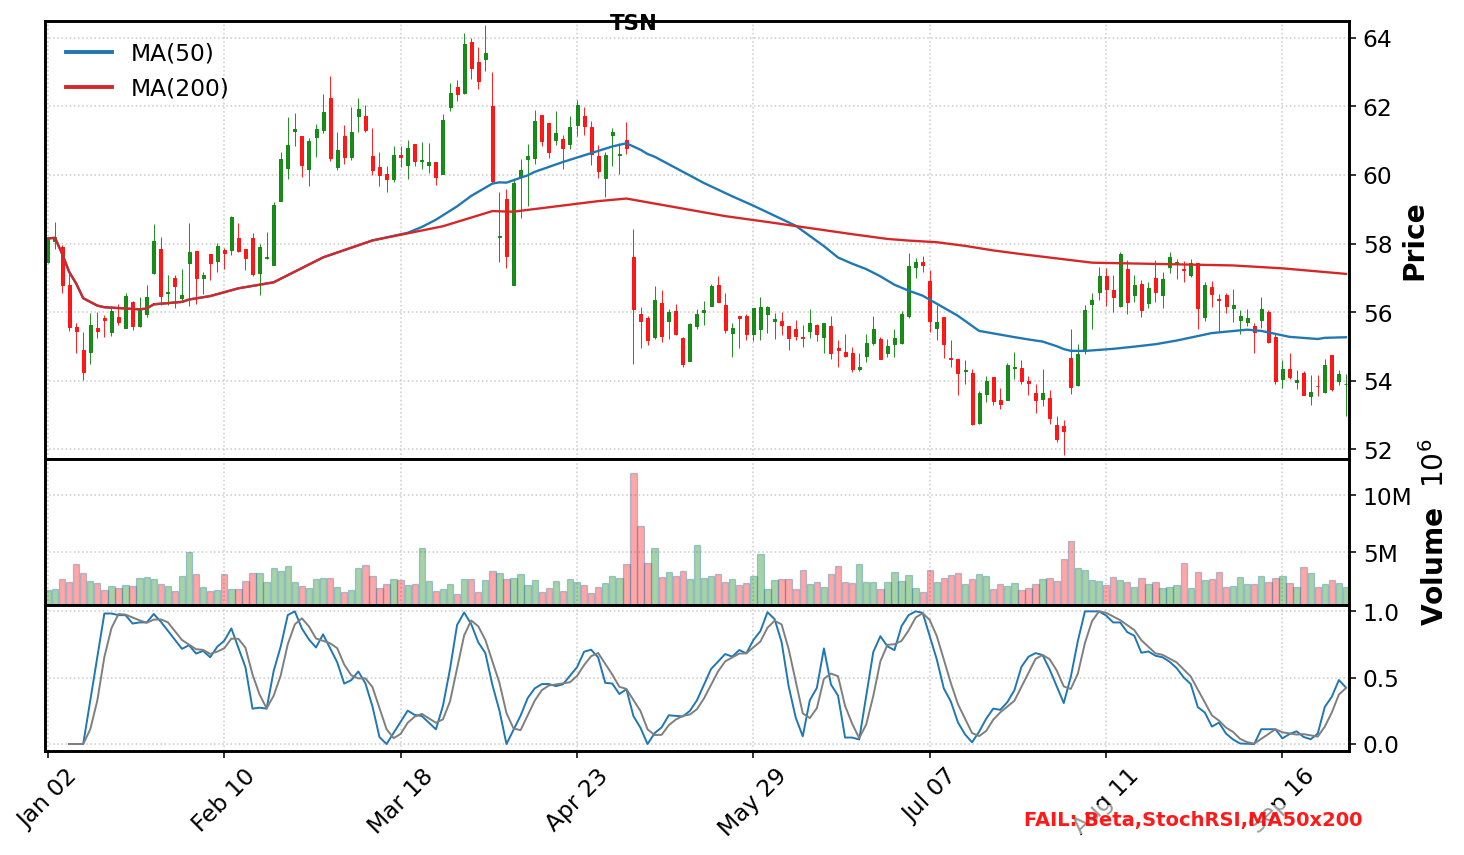 TSN
MA(50)
MA(200)
64
62
60
58
56
54
52
Price
10M
5M
Volume 10^6
1.0
0.5
0.0
Jan 02
Feb 10
Mar 18
Apr 23
May 29
Jul 07
Aug 11
Sep 16
FAIL: Beta,StochRSI,MA50x200